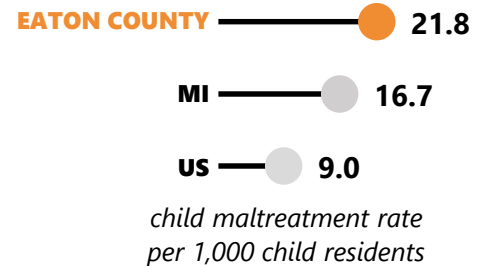 EATON COUNTY 21.8
MI 16.7
US 9.0
child maltreatment rate
per 1,000 child residents